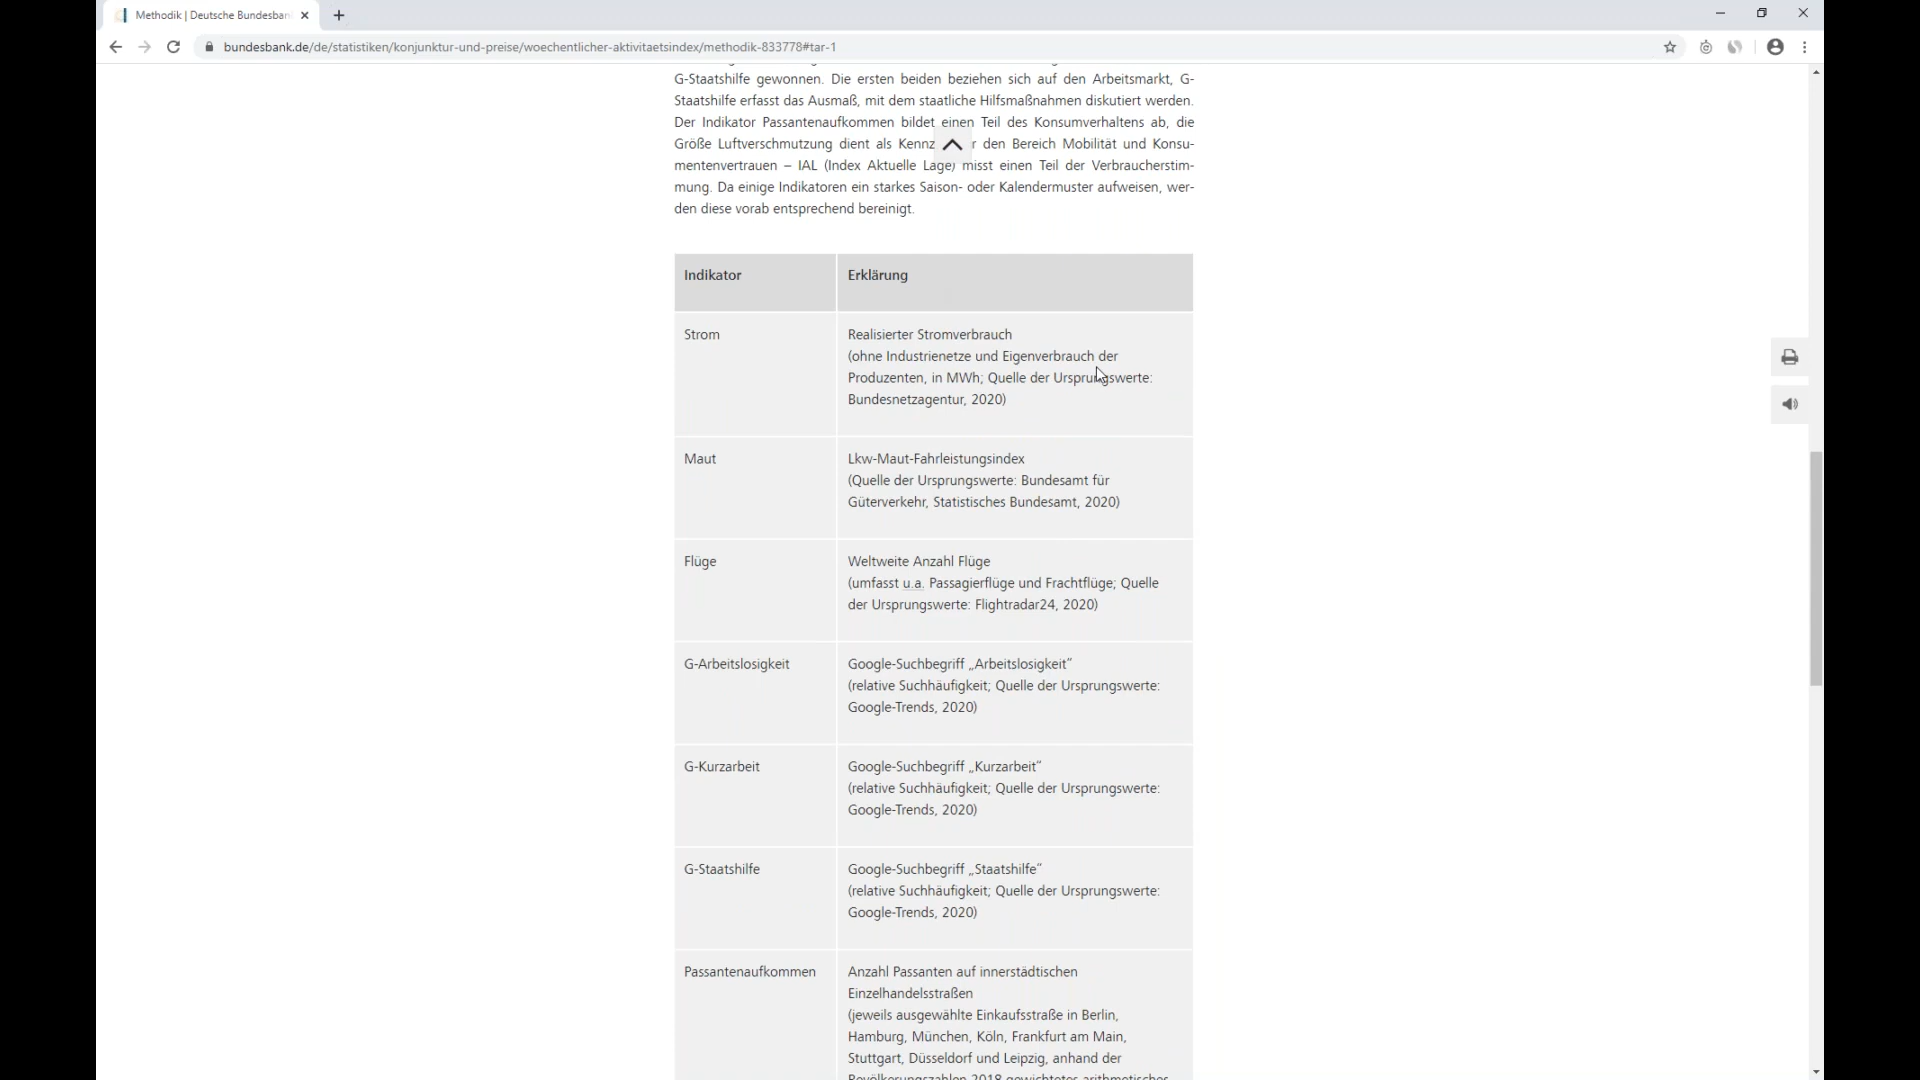 Methodik | Deutsche Bundesban
bundesbank.de/de/statistiken/konjunktur-und-preise/woechentlicher-aktivitaetsindex/methodik-833778#tar-1
G-Staatshilfe gewonnen. Die ersten beiden beziehen sich auf den Arbeitsmarkt, G-
Staatshilfe erfasst das Ausmaß, mit dem staatliche Hilfsmaßnahmen diskutiert werden.
Der Indikator Passantenaufkommen bildet einen Teil des Konsumverhaltens ab, die
Größe Luftverschmutzung dient als Kennz r den Bereich Mobilität und Konsu-
mentenvertrauen – IAL (Index Aktuelle Lage) misst einen Teil der Verbraucherstim-
mung. Da einige Indikatoren ein starkes Saison- oder Kalendermuster aufweisen, wer-
den diese vorab entsprechend bereinigt.
Indikator
Erklärung
Strom
Realisierter Stromverbrauch
(ohne Industrienetze und Eigenverbrauch der
Produzenten, in MWh; Quelle der Ursprungswerte:
Bundesnetzagentur, 2020)
Maut
Lkw-Maut-Fahrleistungsindex
(Quelle der Ursprungswerte: Bundesamt für
Güterverkehr, Statistisches Bundesamt, 2020)
Flüge
Weltweite Anzahl Flüge
(umfasst u.a. Passagierflüge und Frachtflüge; Quelle
der Ursprungswerte: Flightradar24, 2020)
G-Arbeitslosigkeit
Google-Suchbegriff „Arbeitslosigkeit“
(relative Suchhäufigkeit; Quelle der Ursprungswerte:
Google-Trends, 2020)
G-Kurzarbeit
Google-Suchbegriff „Kurzarbeit“
(relative Suchhäufigkeit; Quelle der Ursprungswerte:
Google-Trends, 2020)
G-Staatshilfe
Google-Suchbegriff „Staatshilfe“
(relative Suchhäufigkeit; Quelle der Ursprungswerte:
Google-Trends, 2020)
Passantenaufkommen
Anzahl Passanten auf innerstädtischen
Einzelhandelsstraßen
(jeweils ausgewählte Einkaufsstraße in Berlin,
Hamburg, München, Köln, Frankfurt am Main,
Stuttgart, Düsseldorf und Leipzig, anhand der
Bevölkerungszahlen 2018 gewichtetes arithmetisches